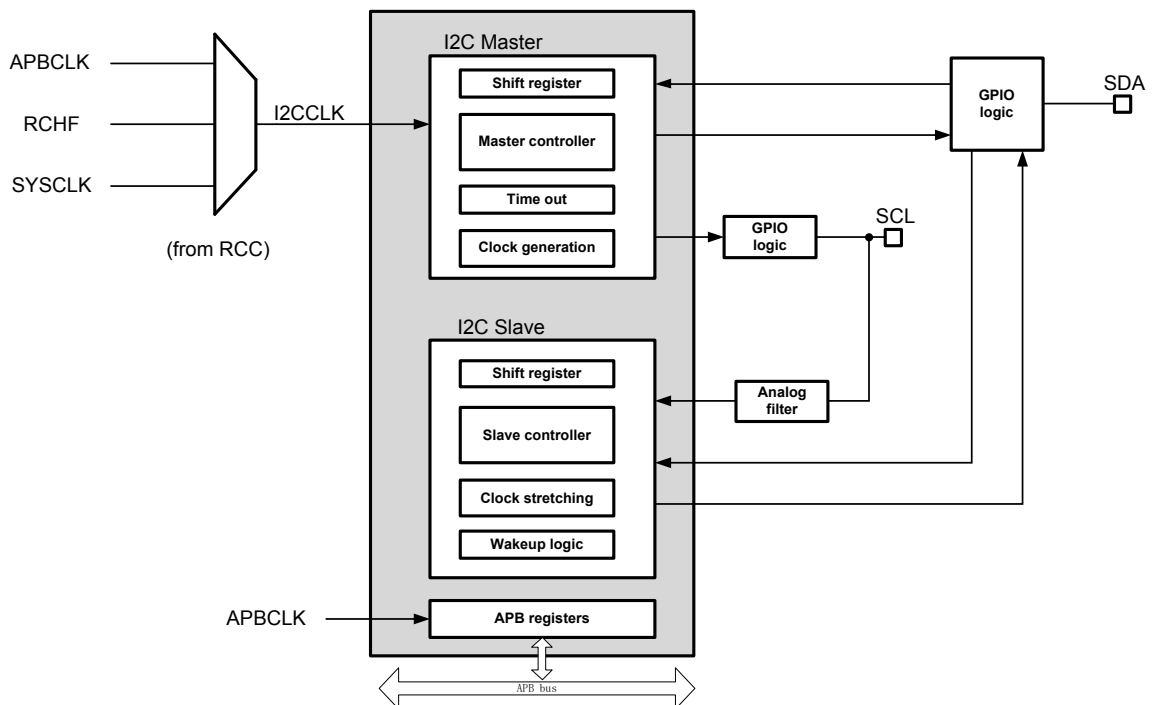 I2C Master
APBCLK
RCHF
SYSCLK
I2CCLK
(from RCC)
Shift register
Master controller
Time out
Clock generation
GPIO
logic
SDA
GPIO
logic
SCL
I2C Slave
Shift register
Slave controller
Clock stretching
Wakeup logic
Analog
filter
APBCLK
APB registers
APB bus